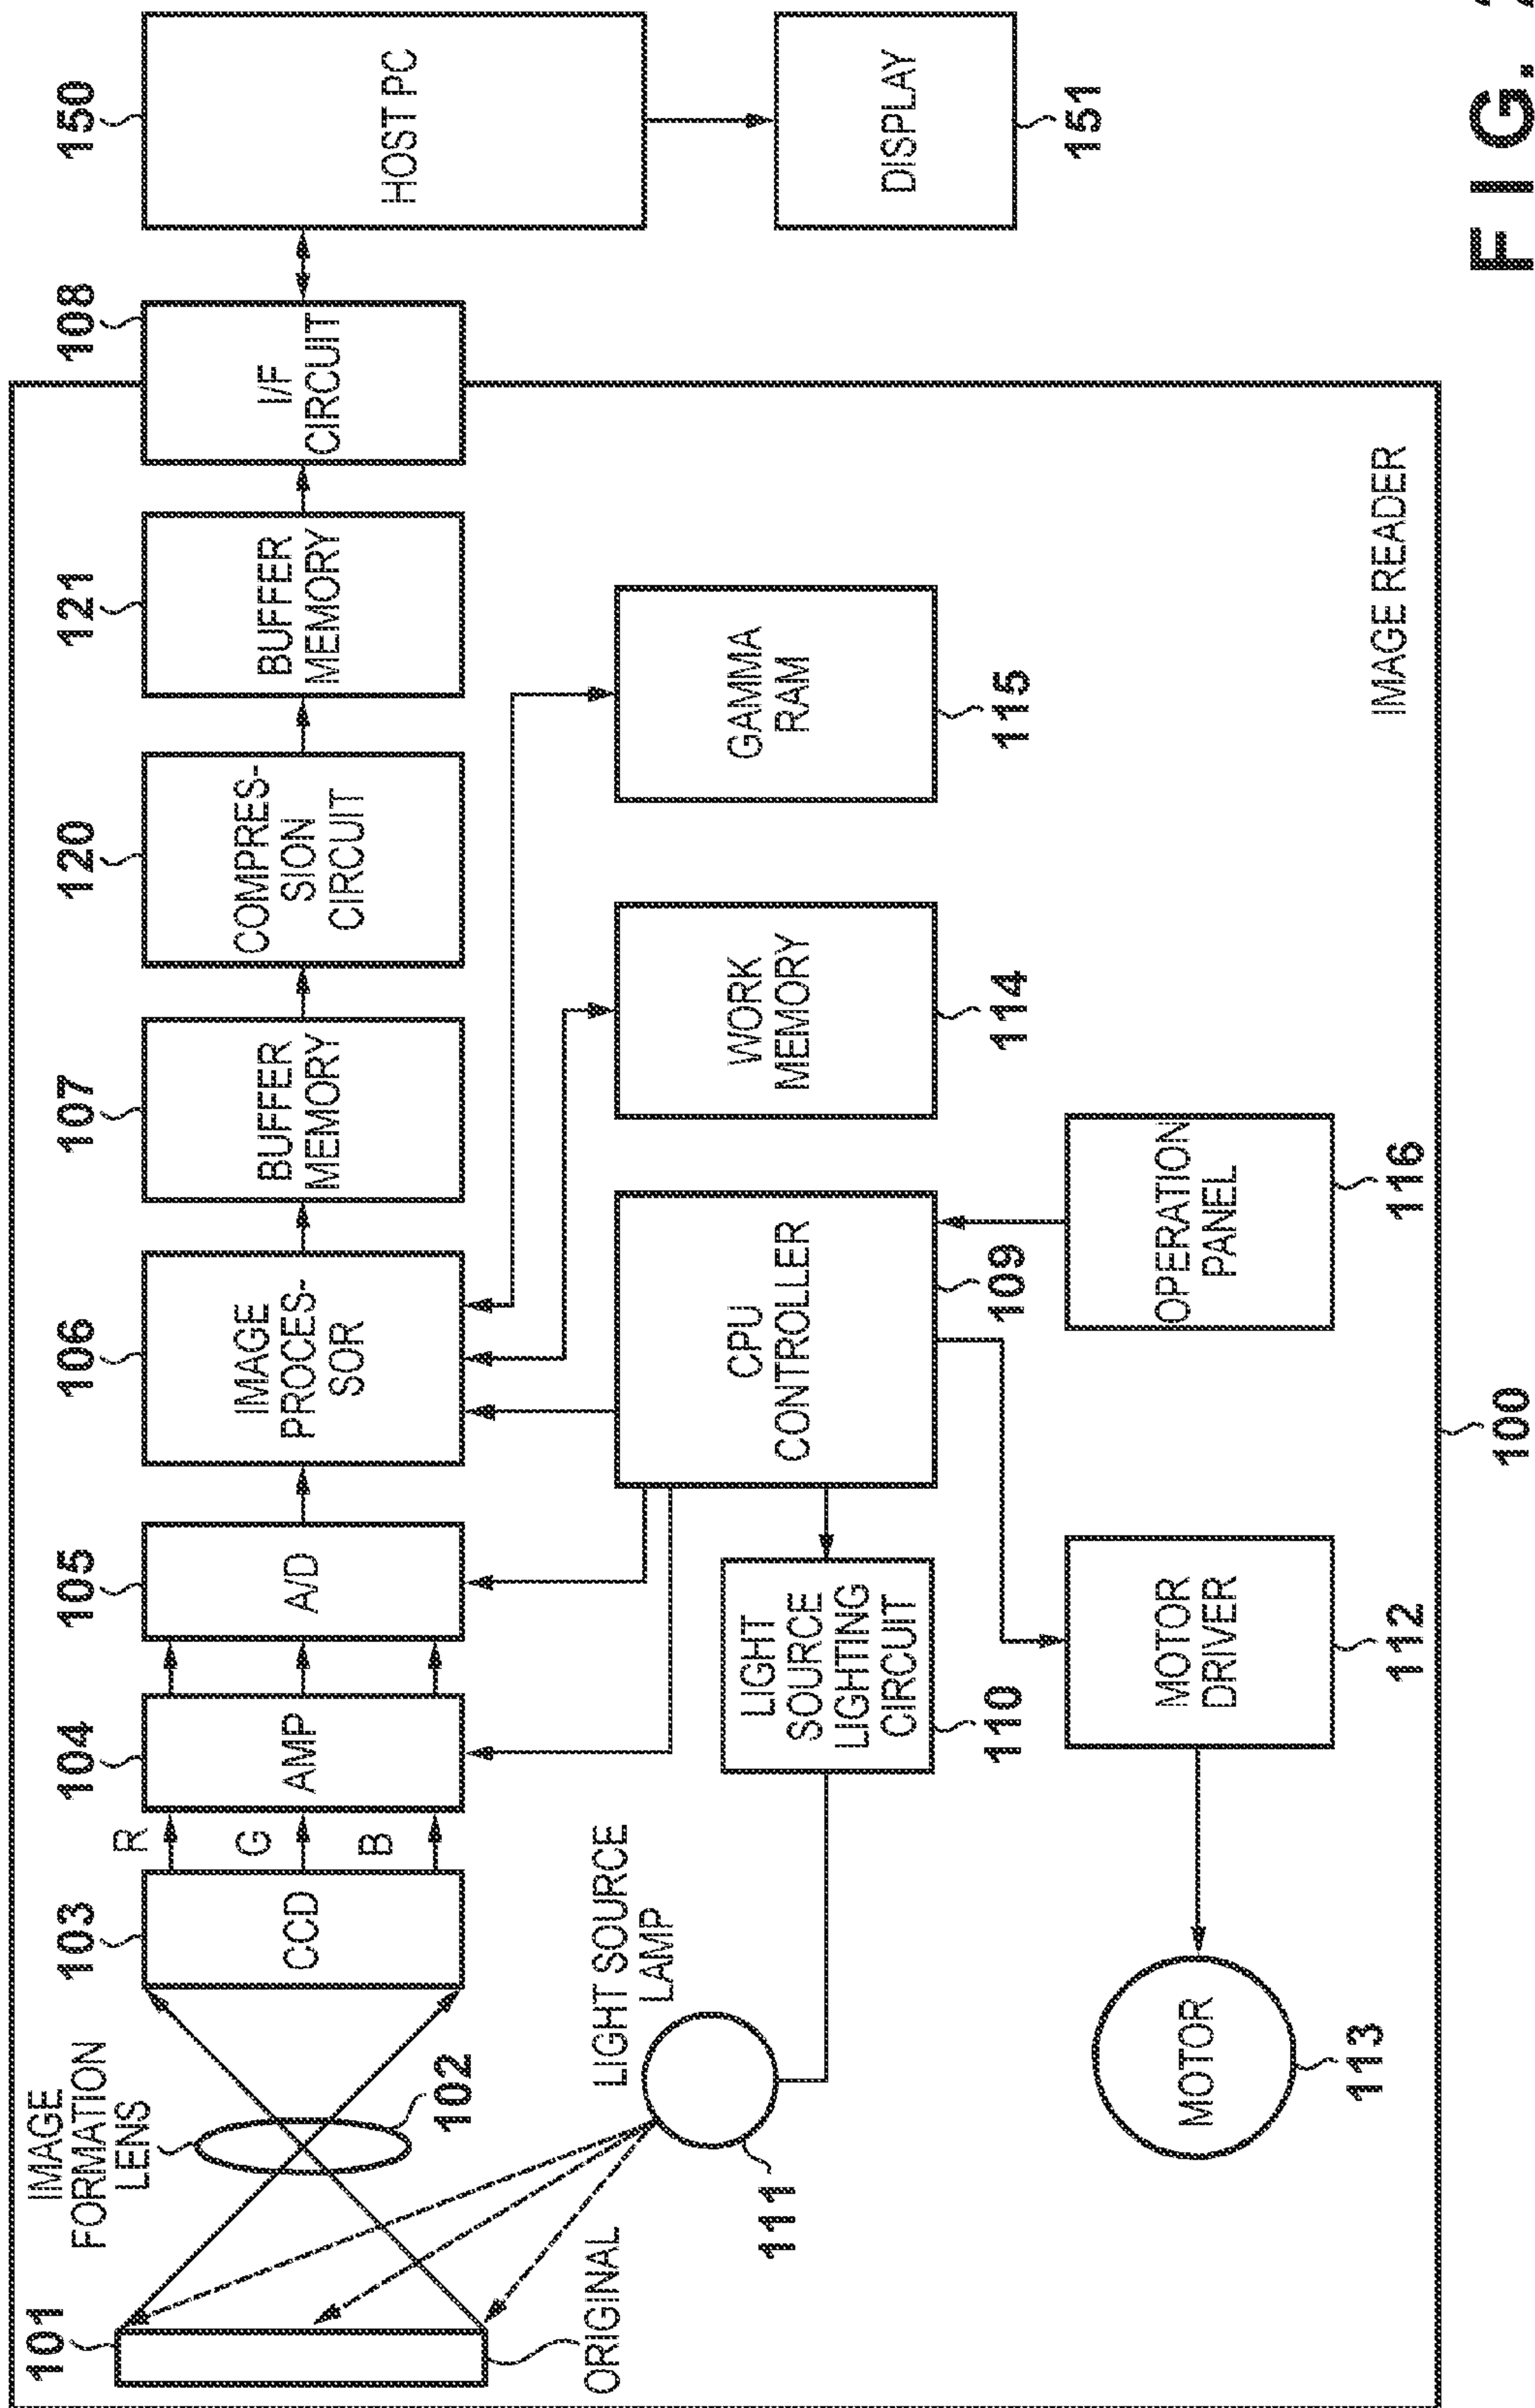 101
ORIGINAL
IMAGE
FORMATION
LENS
102
103
CCD
R
G
B
104
AMP
105
A/D
106
IMAGE
PROCES-
SOR
107
BUFFER
MEMORY
120
COMPRES-
SION
CIRCUIT
121
BUFFER
MEMORY
108
I/F
CIRCUIT
150
HOST PC
DISPLAY
151
LIGHT SOURCE
LAMP
111
LIGHT
SOURCE
LIGHTING
CIRCUIT
110
CPU
CONTROLLER
109
WORK
MEMORY
114
GAMMA
RAM
115
MOTOR
113
MOTOR
DRIVER
112
OPERATION
PANEL
116
IMAGE READER
100
FIG.